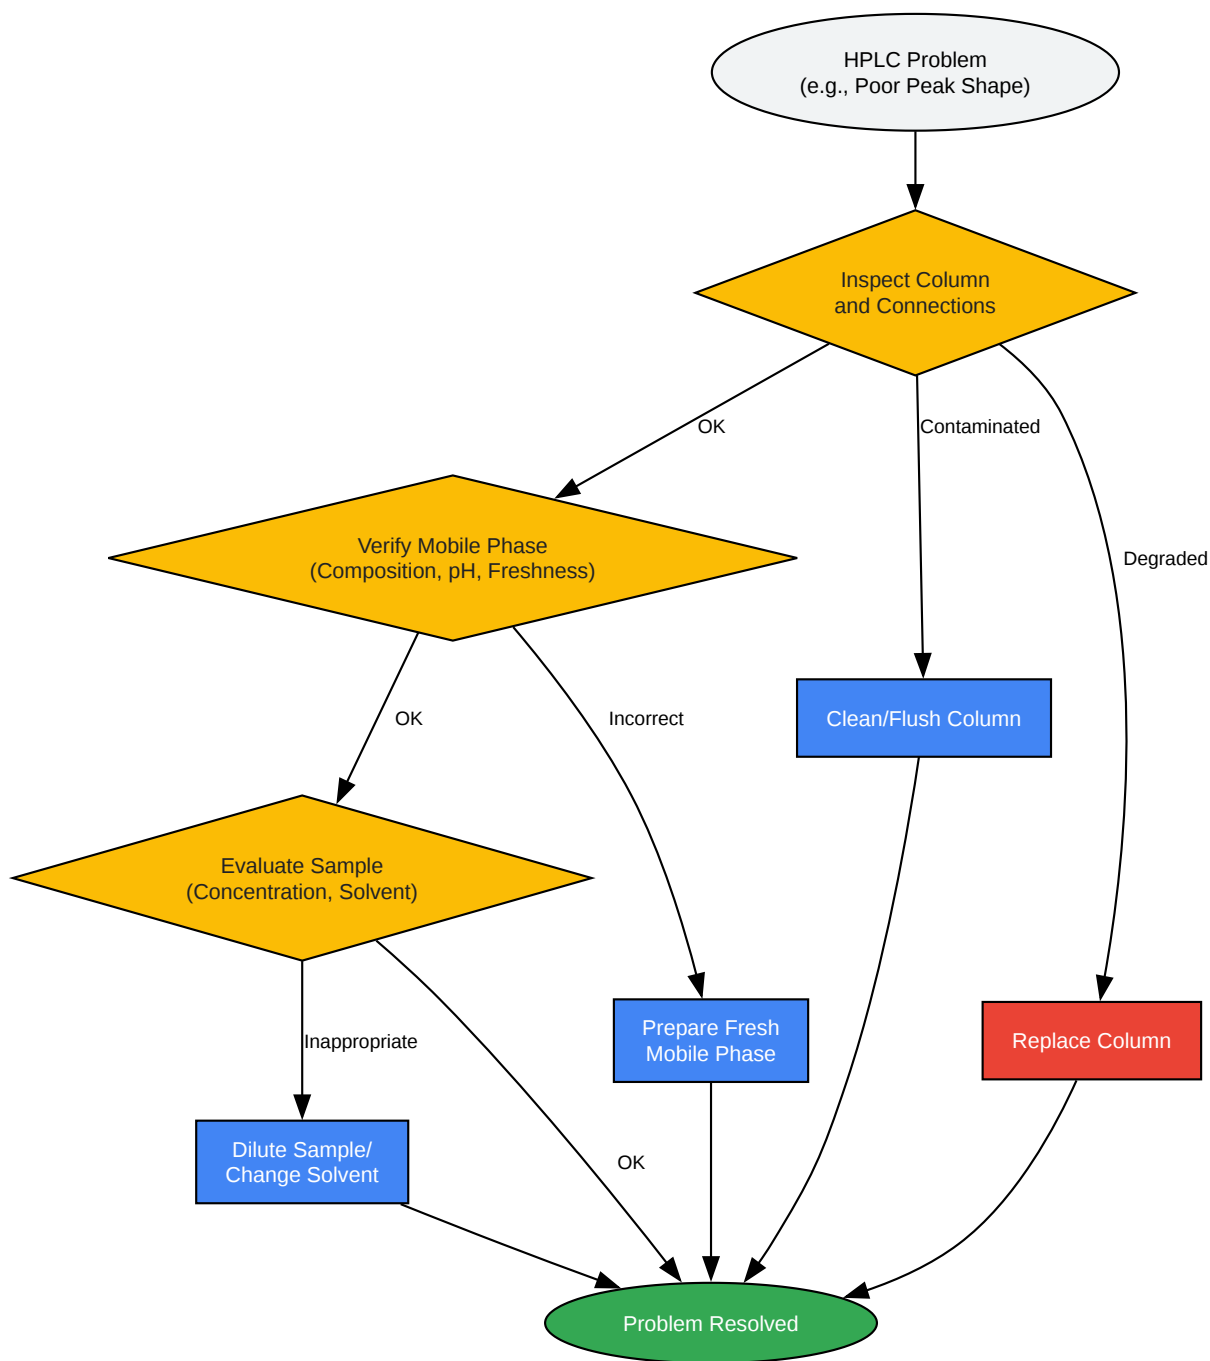 HPLC Problem
(e.g., Poor Peak Shape)
Inspect Column
and Connections
OK
Contaminated
Degraded
Verify Mobile Phase
(Composition, pH, Freshness)
OK
Incorrect
Clean/Flush Column
Evaluate Sample
(Concentration, Solvent)
Inappropriate
OK
Prepare Fresh
Mobile Phase
Replace Column
Dilute Sample/
Change Solvent
Problem Resolved